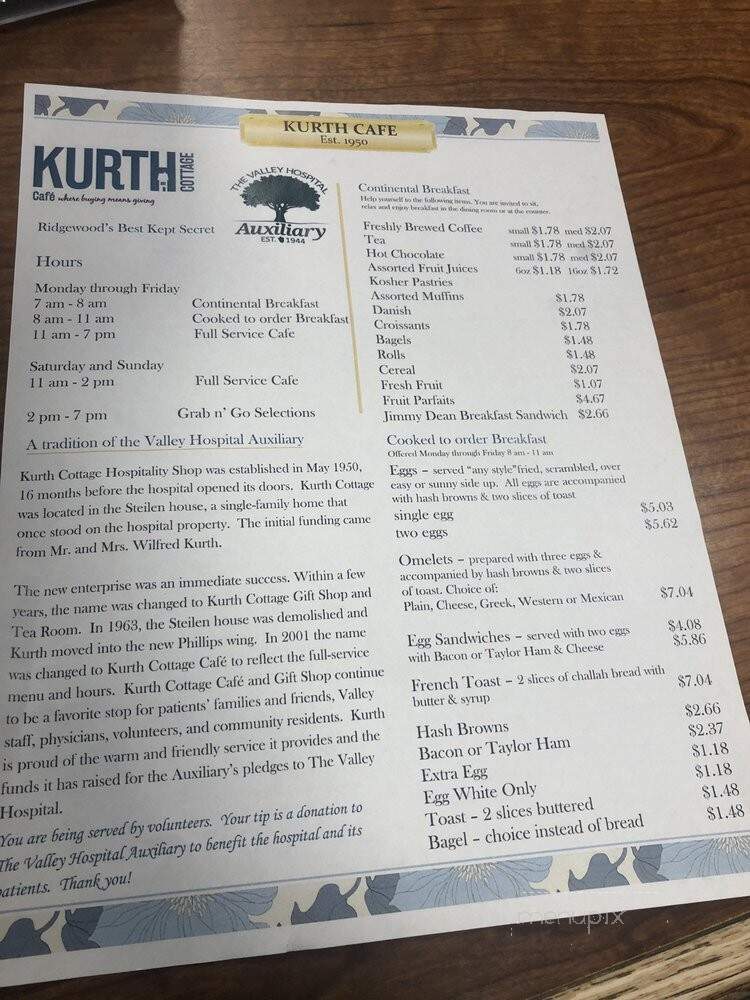 KURTH CAFE
Est. 1950
KURTH COTTAGE
Café where buying means giving
THE VALLEY HOSPITAL
Auxiliary
EST. 1944
Ridgewood's Best Kept Secret
Hours
Monday through Friday
7 am - 8 am Continental Breakfast
8 am - 11 am Cooked to order Breakfast
11 am - 7 pm Full Service Cafe
Saturday and Sunday
11 am - 2 pm Full Service Cafe
2 pm - 7 pm Grab n' Go Selections
A tradition of the Valley Hospital Auxiliary
Kurth Cottage Hospitality Shop was established in May 1950,
16 months before the hospital opened its doors. Kurth Cottage
was located in the Steilen house, a single-family home that
once stood on the hospital property. The initial funding came
from Mr. and Mrs. Wilfred Kurth.
The new enterprise was an immediate success. Within a few
years, the name was changed to Kurth Cottage Gift Shop and
Tea Room. In 1963, the Steilen house was demolished and
Kurth moved into the new Phillips wing. In 2001 the name
was changed to Kurth Cottage Café to reflect the full-service
menu and hours. Kurth Cottage Café and Gift Shop continue
to be a favorite stop for patients' families and friends, Valley
staff, physicians, volunteers, and community residents. Kurth
is proud of the warm and friendly service it provides and the
funds it has raised for the Auxiliary's pledges to The Valley
Hospital.
You are being served by volunteers. Your tip is a donation to
The Valley Hospital Auxiliary to benefit the hospital and its
patients. Thank you!
Continental Breakfast
Help yourself to the following items. You are invited to sit,
relax and enjoy breakfast in the dining room or at the counter.
Freshly Brewed Coffee small $1.78 med $2.07
Tea small $1.78 med $2.07
Hot Chocolate small $1.78 med $2.07
Assorted Fruit Juices 6oz $1.18 16oz $1.72
Kosher Pastries
Assorted Muffins $1.78
Danish $2.07
Croissants $1.78
Bagels $1.48
Rolls $1.48
Cereal $2.07
Fresh Fruit $1.07
Fruit Parfaits $4.67
Jimmy Dean Breakfast Sandwich $2.66
Cooked to order Breakfast
Offered Monday through Friday 8 am - 11 am
Eggs – served "any style"fried, scrambled, over
easy or sunny side up. All eggs are accompanied
with hash browns & two slices of toast
single egg $5.03
two eggs $5.62
Omelets – prepared with three eggs &
accompanied by hash browns & two slices
of toast. Choice of:
Plain, Cheese, Greek, Western or Mexican $7.04
Egg Sandwiches – served with two eggs $4.08
with Bacon or Taylor Ham & Cheese $5.86
French Toast – 2 slices of challah bread with
butter & syrup $7.04
Hash Browns $2.66
Bacon or Taylor Ham $2.37
Extra Egg $1.18
Egg White Only $1.18
Toast – 2 slices buttered $1.48
Bagel – choice instead of bread $1.48
menupix